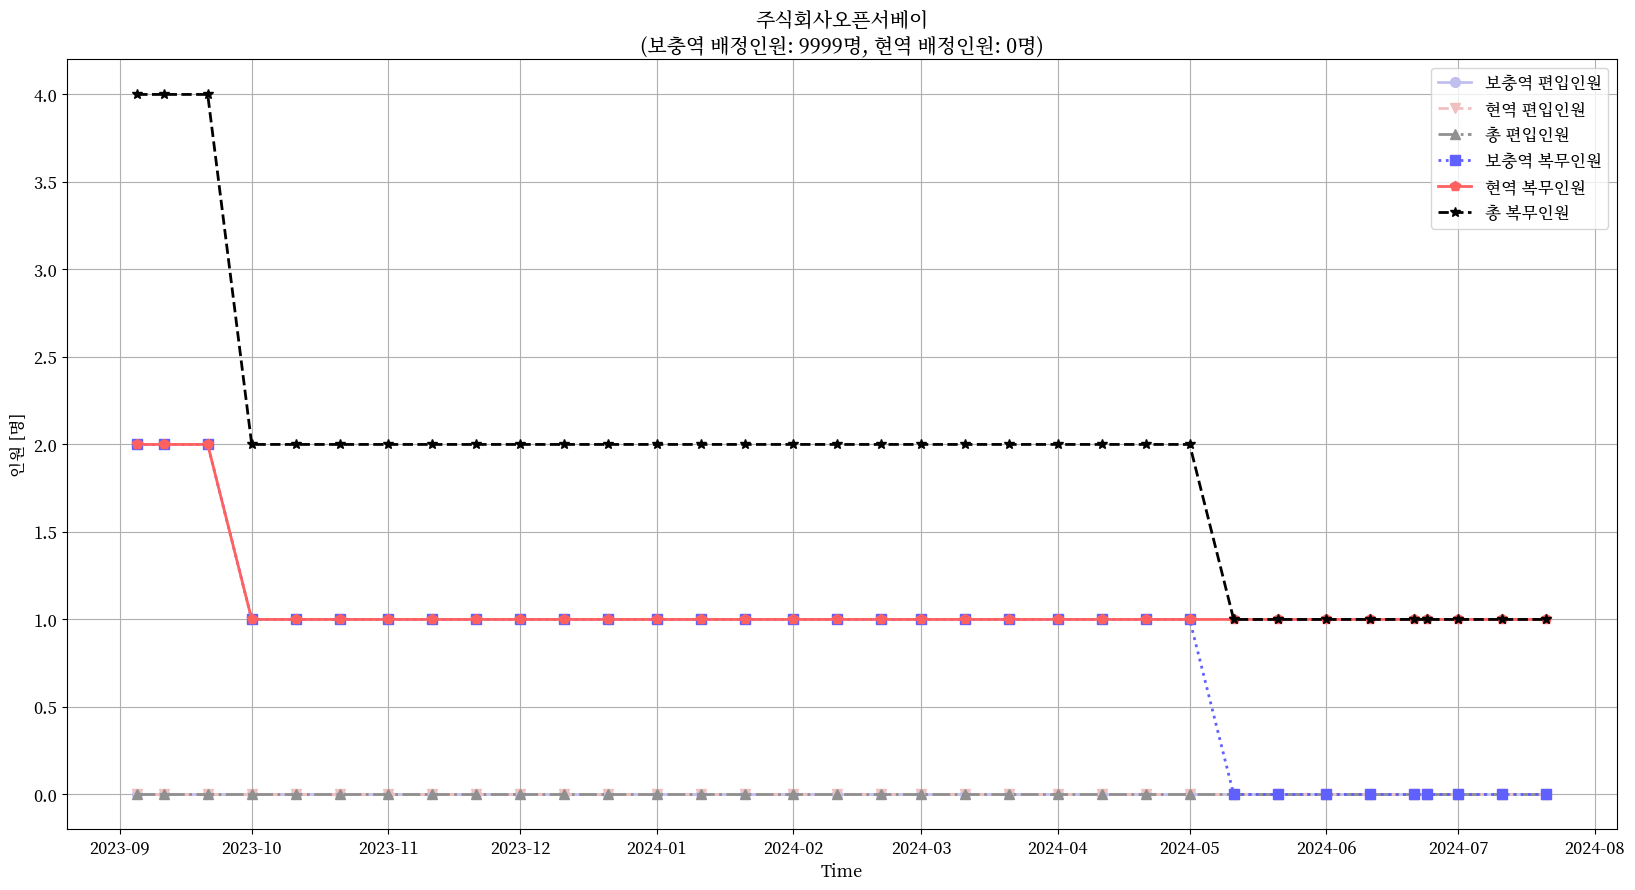 주식회사오픈서베이
(보충역 배정인원: 9999명, 현역 배정인원: 0명)
보충역 편입인원
현역 편입인원
총 편입인원
보충역 복무인원
현역 복무인원
총 복무인원
인원 [명]
4.0
3.5
3.0
2.5
2.0
1.5
1.0
0.5
0.0
2023-09 2023-10 2023-11 2023-12 2024-01 2024-02 2024-03 2024-04 2024-05 2024-06 2024-07 2024-08
Time